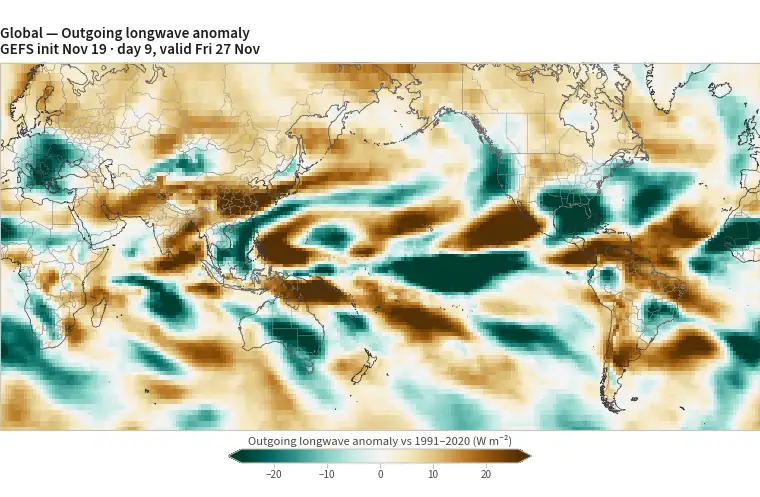 Global — Outgoing longwave anomaly
GEFS init Nov 19 · day 9, valid Fri 27 Nov
Outgoing longwave anomaly vs 1991–2020 (W m⁻²)
−20 −10 0 10 20